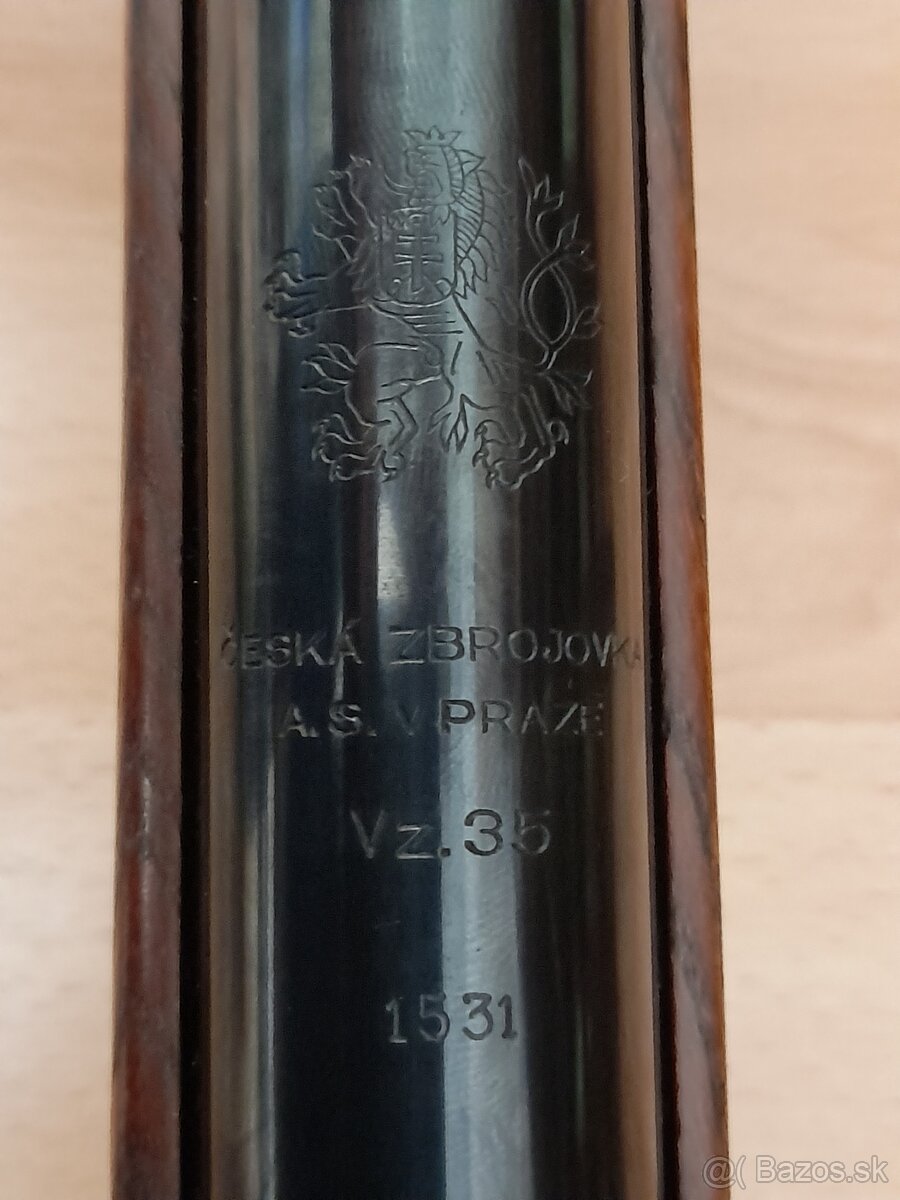 ČESKÁ ZBROJOVKA
A.S. V PRAZE
Vz.35
1531
@( Bazos.sk